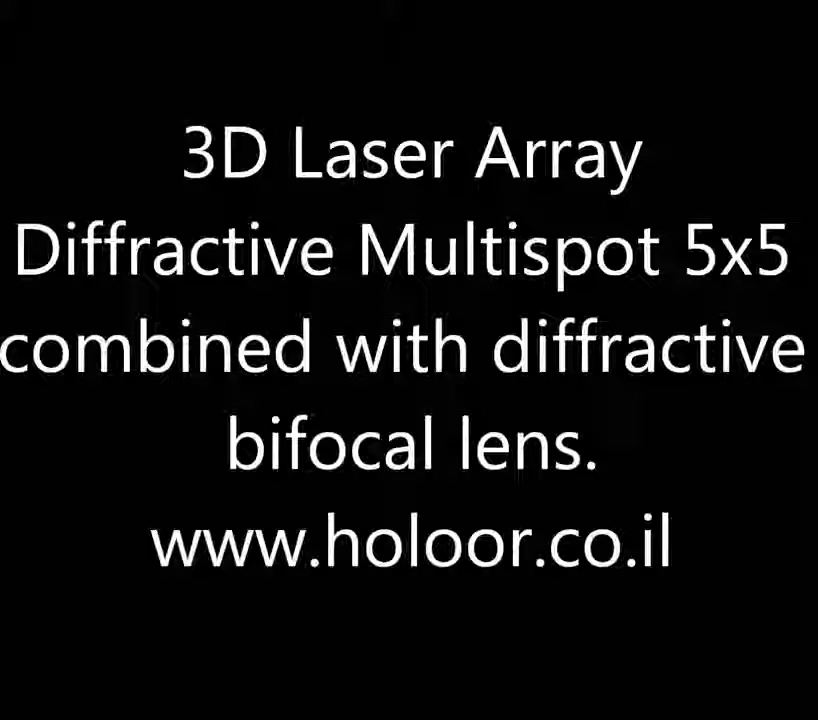 3D Laser Array
Diffractive Multispot 5x5
combined with diffractive
bifocal lens.
www.holoor.co.il